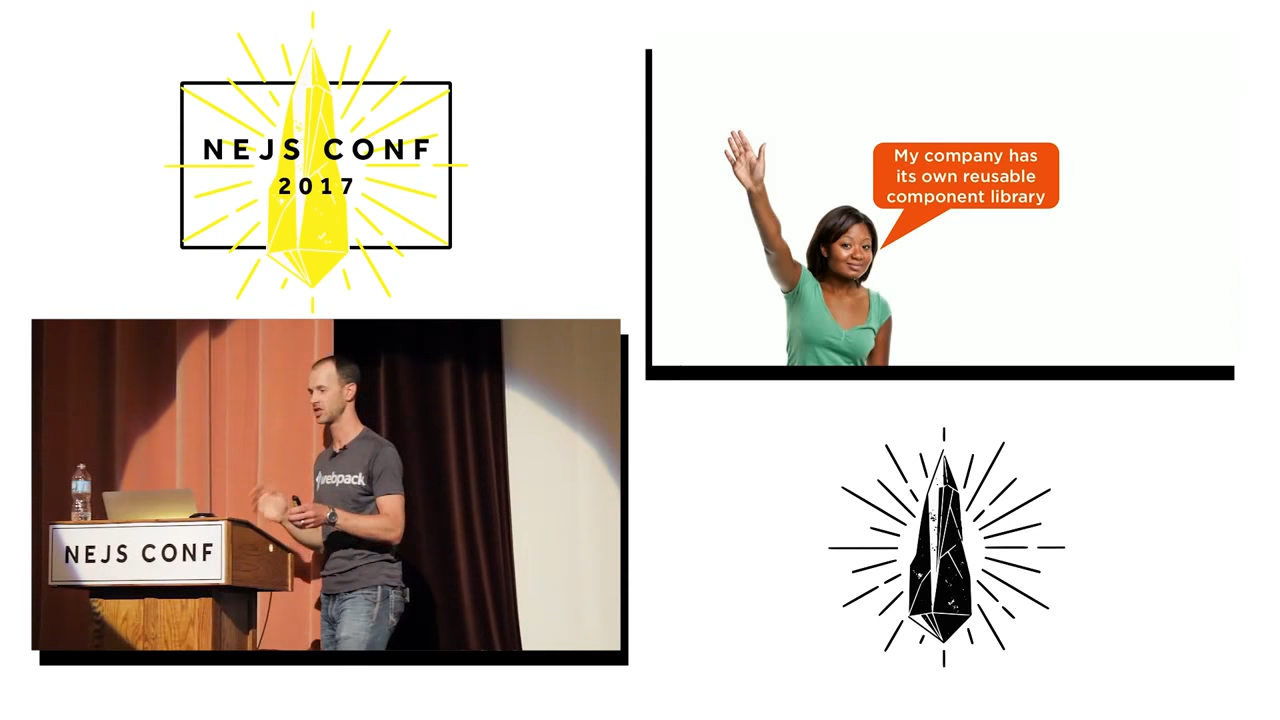 NEJS CONF
2017
My company has
its own reusable
component library
webpack
NEJS CONF